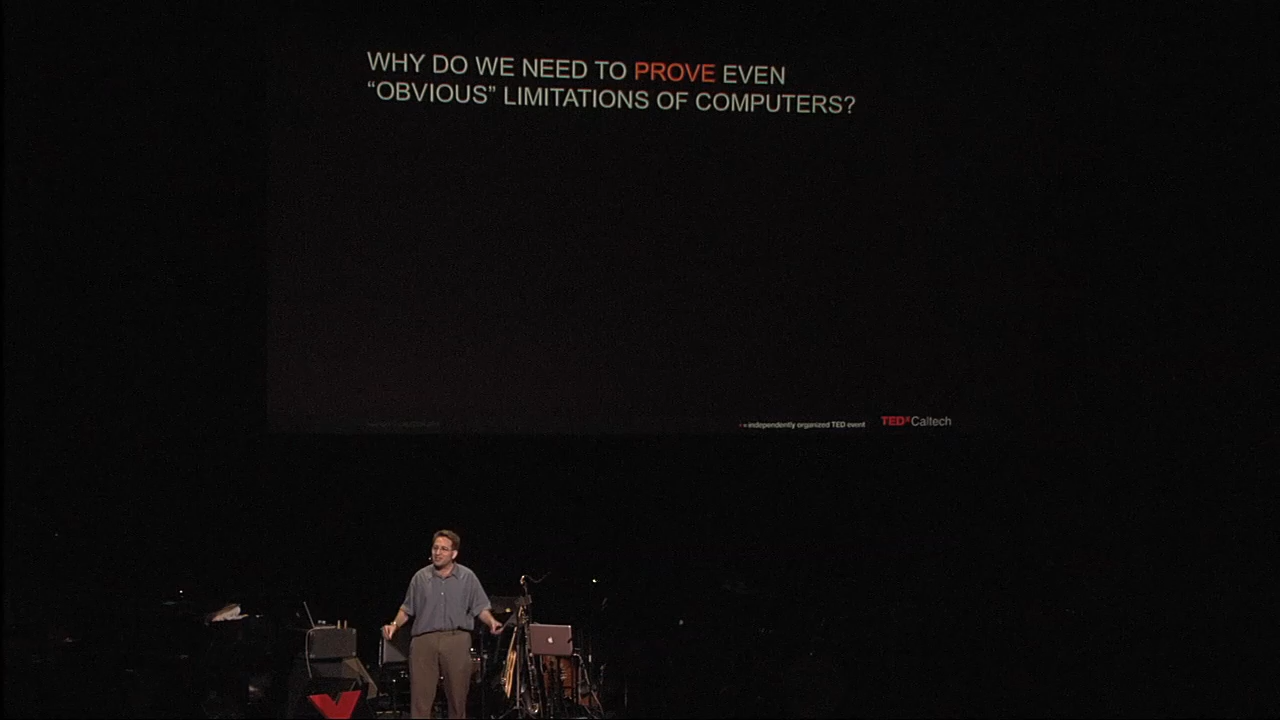 WHY DO WE NEED TO PROVE EVEN
“OBVIOUS” LIMITATIONS OF COMPUTERS?
x = independently organized TED event
TEDxCaltech